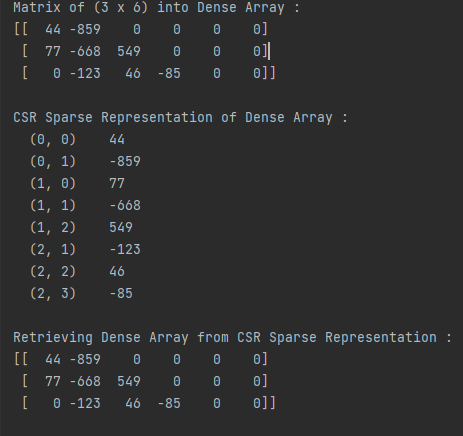 Matrix of (3 x 6) into Dense Array :
[[  44 -859    0    0    0    0]
 [  77 -668  549    0    0    0]
 [   0 -123   46  -85    0    0]]
CSR Sparse Representation of Dense Array :
  (0, 0)    44
  (0, 1)    -859
  (1, 0)    77
  (1, 1)    -668
  (1, 2)    549
  (2, 1)    -123
  (2, 2)    46
  (2, 3)    -85
Retrieving Dense Array from CSR Sparse Representation :
[[  44 -859    0    0    0    0]
 [  77 -668  549    0    0    0]
 [   0 -123   46  -85    0    0]]